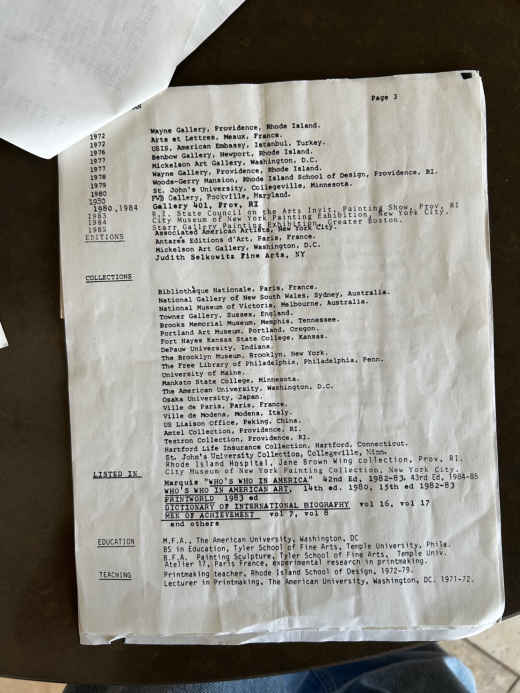 Page 3
1972 Wayne Gallery, Providence, Rhode Island.
1972 Arts et Lettres, Meaux, France.
1976 USIS, American Embassy, Istanbul, Turkey.
1977 Benbow Gallery, Newport, Rhode Island.
1977 Mickelson Art Gallery, Washington, D.C.
1978 Wayne Gallery, Providence, Rhode Island.
1979 Woods-Gerry Mansion, Rhode Island School of Design, Providence, RI.
1980 St. John's University, Collegeville, Minnesota.
FWB Gallery, Rockville, Maryland.
1980,1984 Gallery 401, Prov, RI
1983 R.I. State Council on the Arts Invit. Painting Show, Prov, RI
1984 City Museum of New York Painting Exhibition, New York City.
1985 Starr Gallery Painting Exhibition, Greater Boston.
EDITIONS Associated American Artists, New York City.
Antares Editions d'Art, Paris, France.
Mickelson Art Gallery, Washington, D.C.
Judith Selkowitz Fine Arts, NY
COLLECTIONS
Bibliothèque Nationale, Paris, France.
National Gallery of New South Wales, Sydney, Australia.
National Museum of Victoria, Melbourne, Australia.
Towner Gallery, Sussex, England.
Brooks Memorial Museum, Memphis, Tennessee.
Portland Art Museum, Portland, Oregon.
Fort Hayes Kansas State College, Kansas.
DePauw University, Indiana.
The Brooklyn Museum, Brooklyn, New York.
The Free Library of Philadelphia, Philadelphia, Penn.
University of Maine.
Mankato State College, Minnesota.
The American University, Washington, D.C.
Osaka University, Japan.
Ville de Paris, Paris, France.
Ville de Modena, Modena, Italy.
US Liaison Office, Peking, China.
Amtel Collection, Providence, RI.
Textron Collection, Providence, RI.
Hartford Life Insurance Collection, Hartford, Connecticut.
St. John's University Collection, Collegeville, Minn.
Rhode Island Hospital, Jane Brown Wing collection, Prov, RI.
City Museum of New York Painting Collection, New York City.
LISTED IN
Marquis "WHO'S WHO IN AMERICA" 42nd Ed, 1982-83, 43rd Ed, 1984-85
WHO'S WHO IN AMERICAN ART, 14th ed. 1980, 15th ed 1982-83
PRINTWORLD 1983 ed
DICTIONARY OF INTERNATIONAL BIOGRAPHY vol 16, vol 17
MEN OF ACHIEVEMENT vol 7, vol 8
and others
EDUCATION M.F.A., The American University, Washington, DC
BS in Education, Tyler School of Fine Arts, Temple University, Phila.
B.F.A. Painting Sculpture, Tyler School of Fine Arts, Temple Univ.
Atelier 17, Paris France, experimental research in printmaking.
TEACHING Printmaking teacher, Rhode Island School of Design, 1972-79.
Lecturer in Printmaking, The American University, Washington, DC. 1971-72.